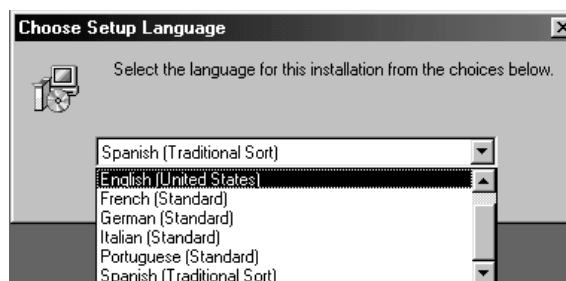 Choose Setup Language
Select the language for this installation from the choices below.
Spanish (Traditional Sort)
English (United States)
French (Standard)
German (Standard)
Italian (Standard)
Portuguese (Standard)
Spanish (Traditional Sort)